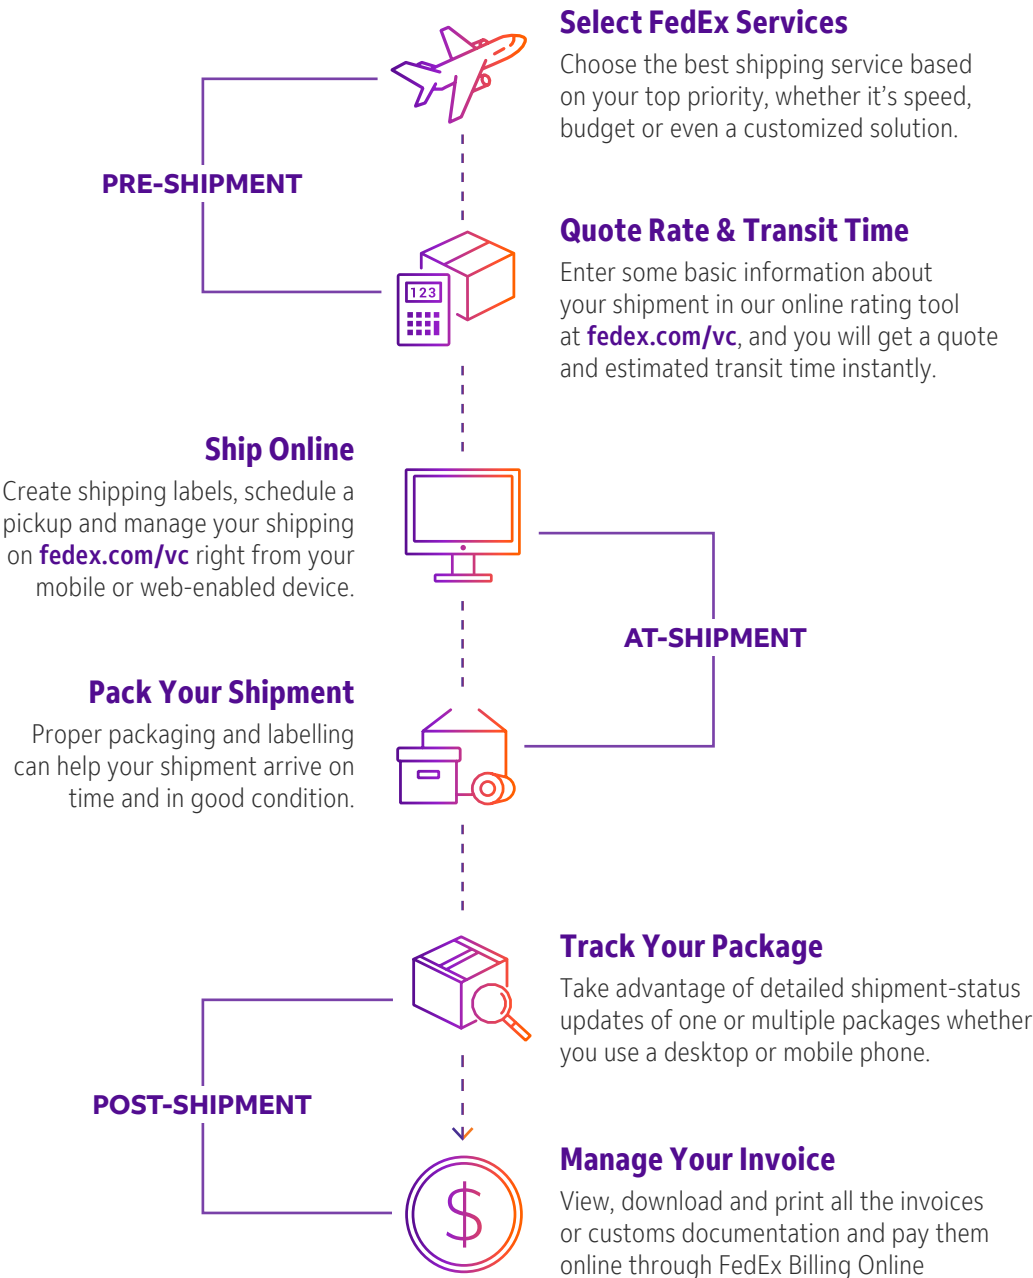 Select FedEx Services
Choose the best shipping service based
on your top priority, whether it’s speed,
budget or even a customized solution.
PRE-SHIPMENT
Quote Rate & Transit Time
Enter some basic information about
your shipment in our online rating tool
at fedex.com/vc, and you will get a quote
and estimated transit time instantly.
123
Ship Online
Create shipping labels, schedule a
pickup and manage your shipping
on fedex.com/vc right from your
mobile or web-enabled device.
AT-SHIPMENT
Pack Your Shipment
Proper packaging and labelling
can help your shipment arrive on
time and in good condition.
Track Your Package
Take advantage of detailed shipment-status
updates of one or multiple packages whether
you use a desktop or mobile phone.
POST-SHIPMENT
Manage Your Invoice
View, download and print all the invoices
or customs documentation and pay them
online through FedEx Billing Online
$